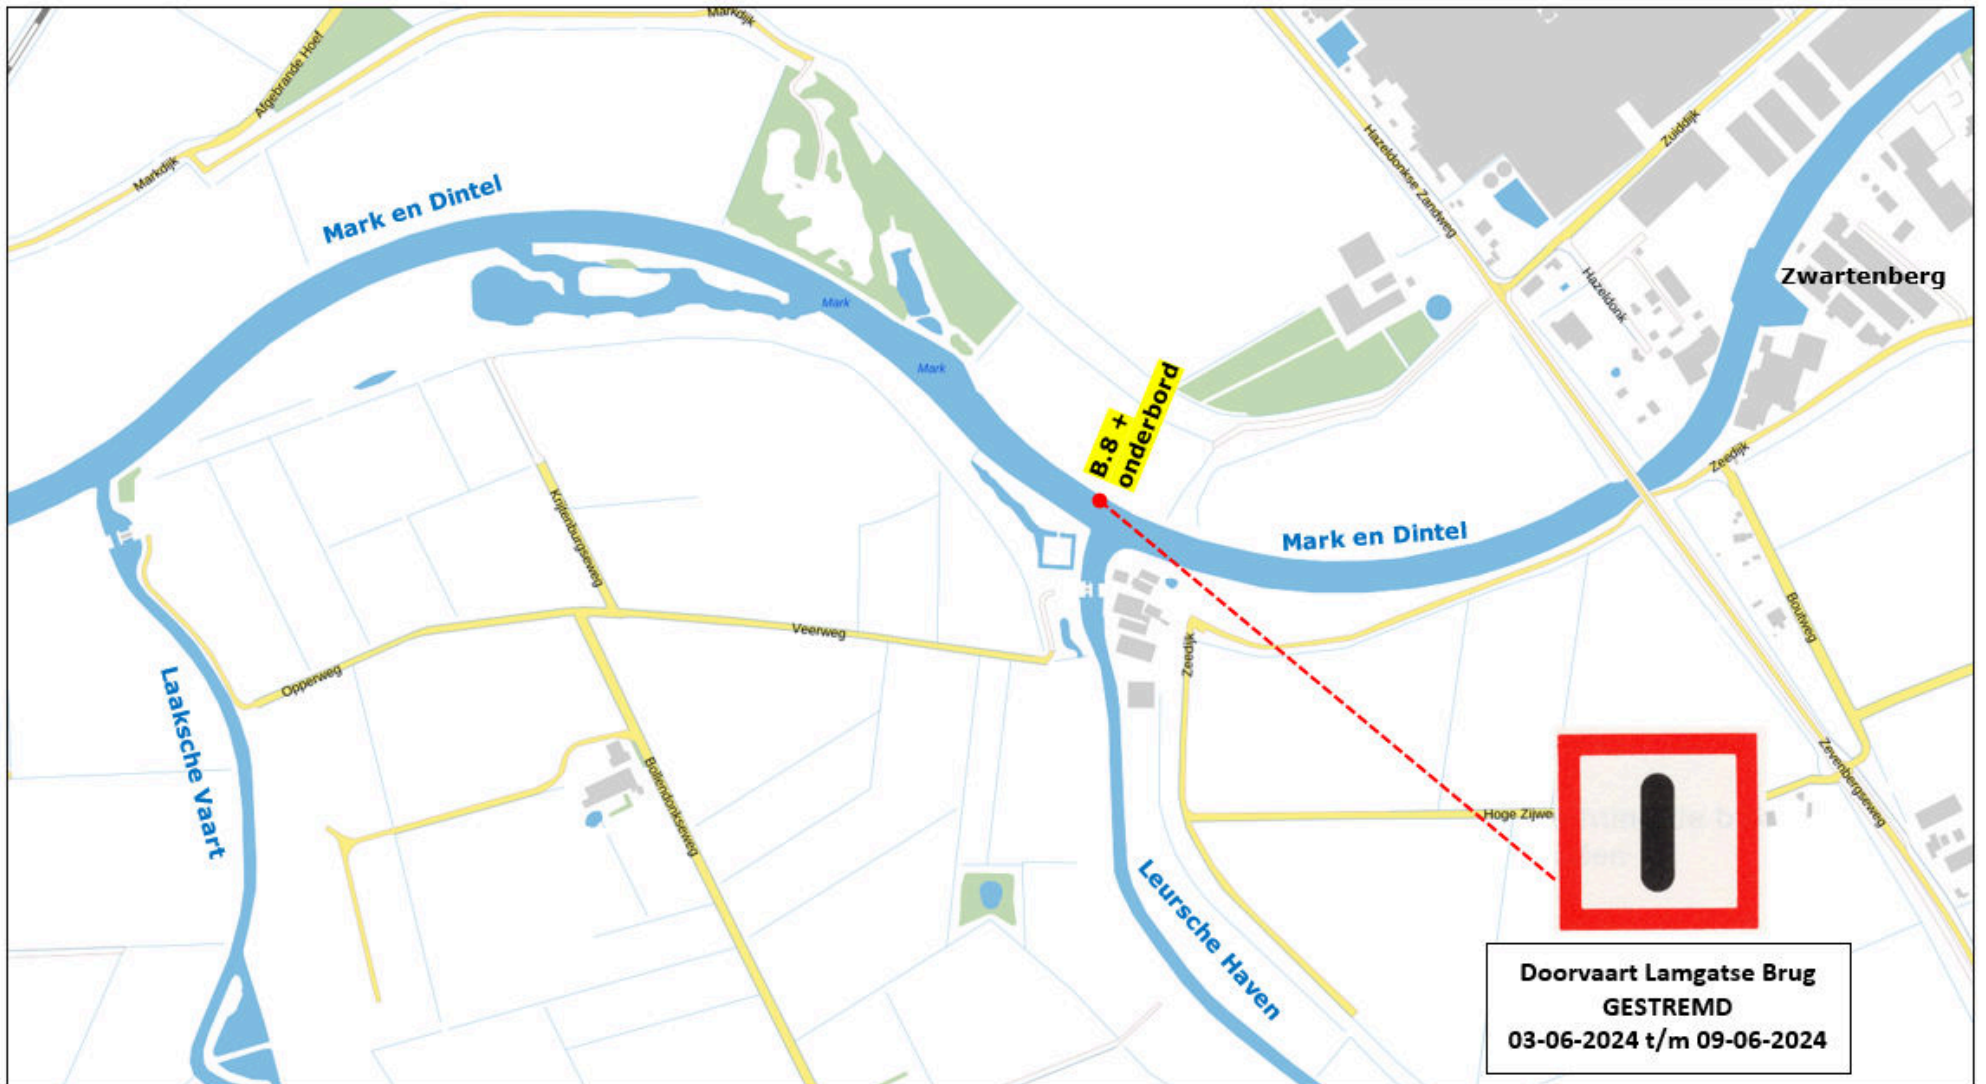 Markdijk
Afgebrande Hoef
Markdijk
Mark en Dintel
Hazeldonkse Zandweg
Zuiddijk
Zwartenberg
Hazeldonk
Mark
Mark
B.8 +
onderbord
Zeedijk
Krijtenburgseweg
Mark en Dintel
Boutweg
Veerweg
Zeedijk
Opperweg
Laaksche Vaart
Bollendonkseweg
Zevenbergseweg
Hoge Zijwe
Leursche Haven
Doorvaart Lamgatse Brug
GESTREMD
03-06-2024 t/m 09-06-2024